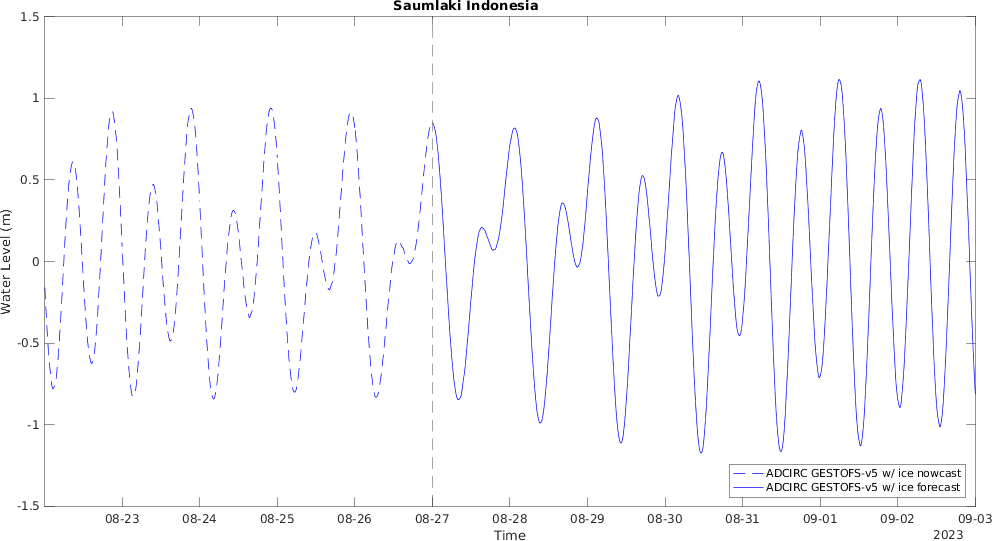 Saumlaki Indonesia
1.5
1
0.5
0
-0.5
-1
-1.5
Water Level (m)
ADCIRC GESTOFS-v5 w/ ice nowcast
ADCIRC GESTOFS-v5 w/ ice forecast
08-23 08-24 08-25 08-26 08-27 08-28 08-29 08-30 08-31 09-01 09-02 09-03
Time
2023